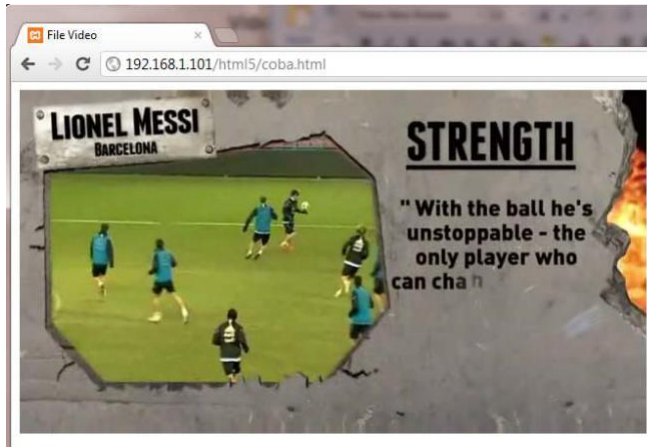 File Video
192.168.1.101/html5/coba.html
LIONEL MESSI
BARCELONA
STRENGTH
" With the ball he's
unstoppable - the
only player who
can chan